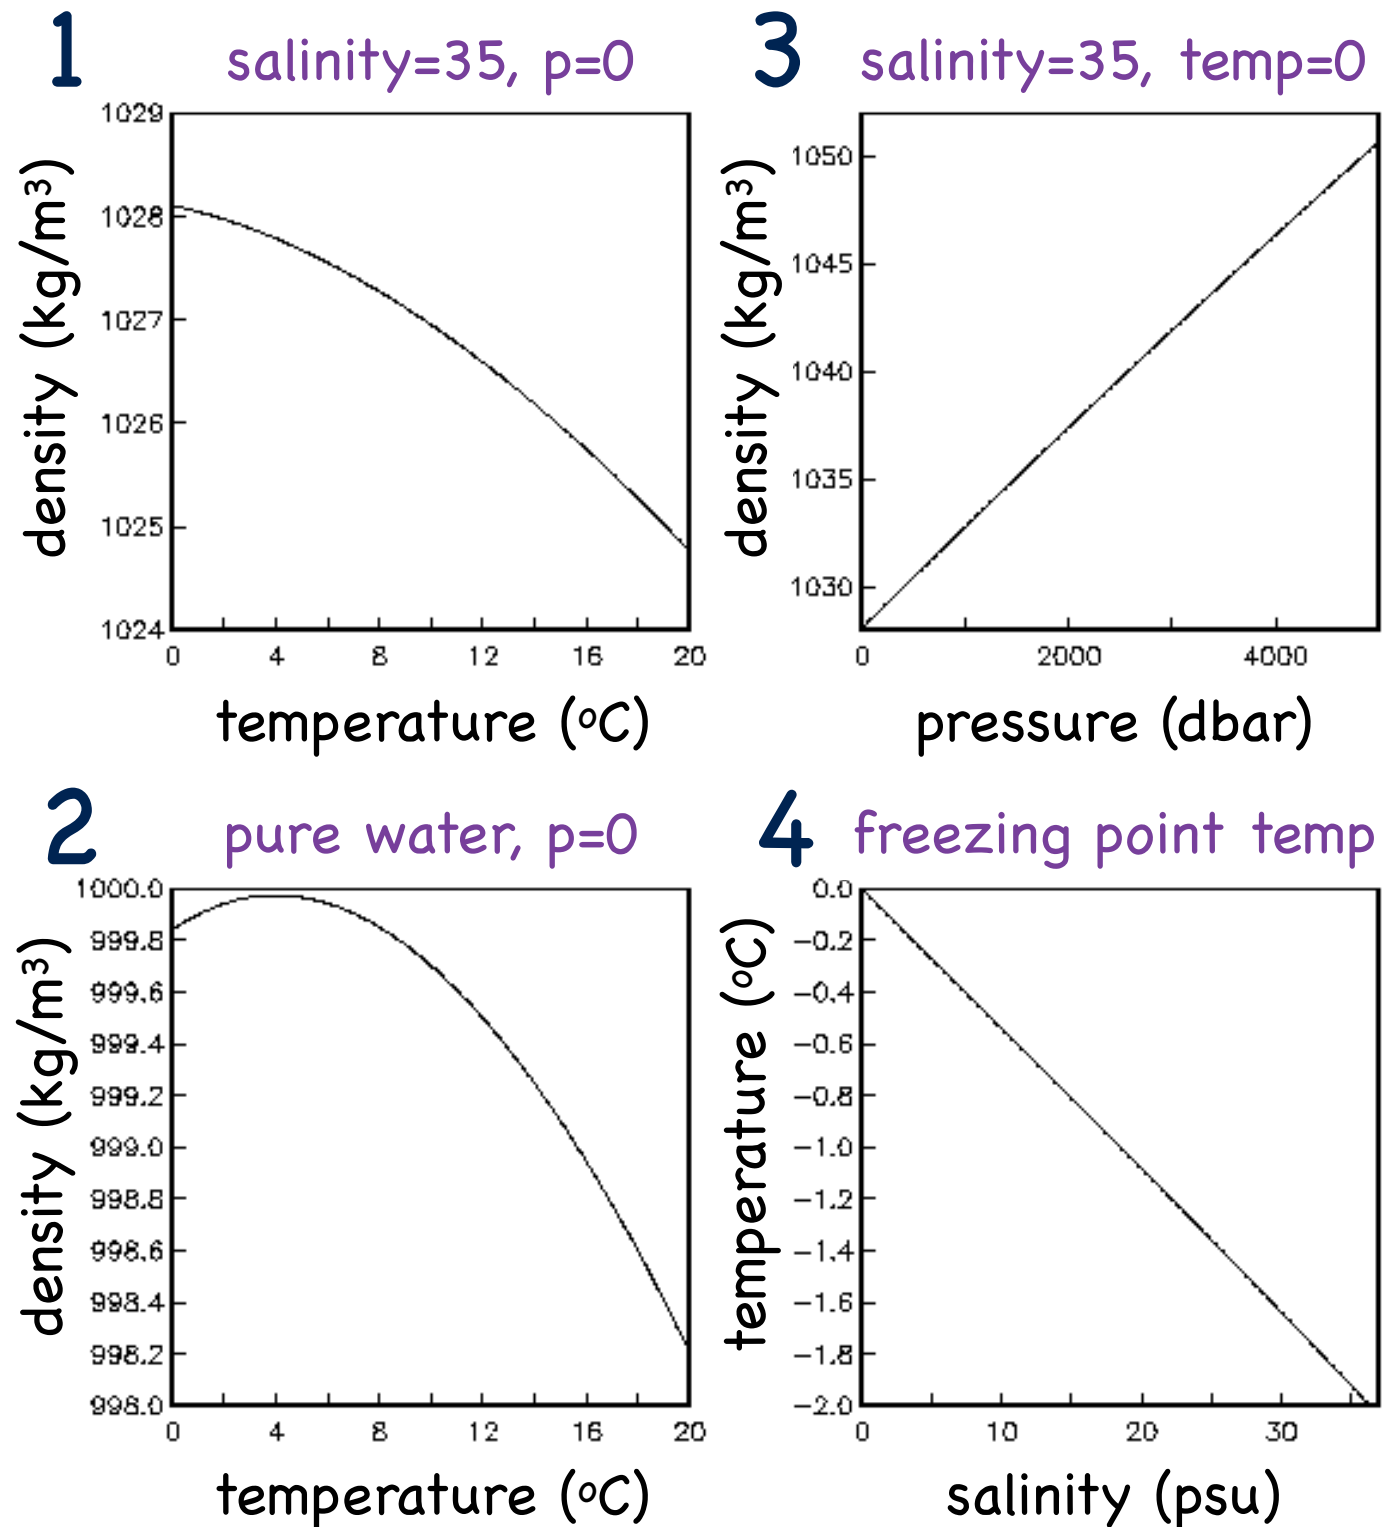 1 salinity=35, p=0
density (kg/m³)
1029
1028
1027
1026
1025
1024
0 4 8 12 16 20
temperature (°C)
3 salinity=35, temp=0
density (kg/m³)
1050
1045
1040
1035
1030
0 2000 4000
pressure (dbar)
2 pure water, p=0
density (kg/m³)
1000.0
999.8
999.6
999.4
999.2
999.0
998.8
998.6
998.4
998.2
998.0
0 4 8 12 16 20
temperature (°C)
4 freezing point temp
temperature (°C)
0.0
-0.2
-0.4
-0.6
-0.8
-1.0
-1.2
-1.4
-1.6
-1.8
-2.0
0 10 20 30
salinity (psu)